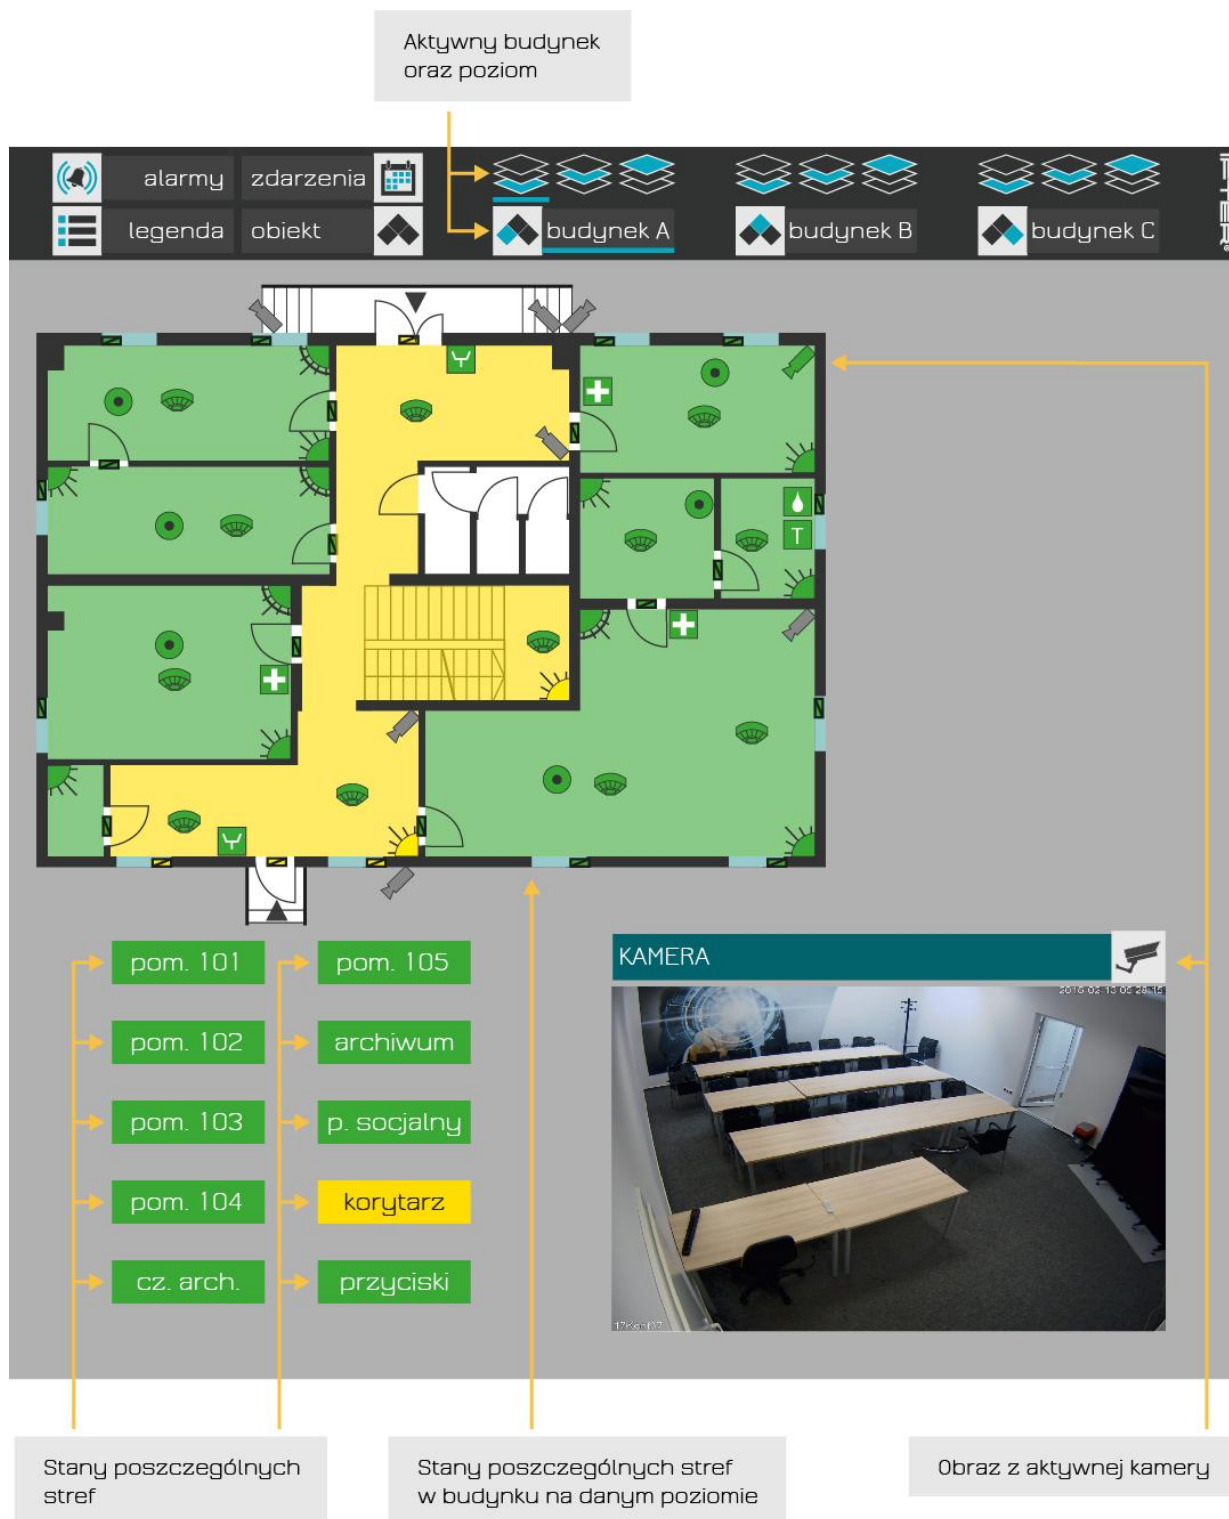 Aktywny budynek
oraz poziom
alarmy
zdarzenia
legenda
obiekt
budynek A
budynek B
budynek C
T
pom. 101
pom. 105
pom. 102
archiwum
pom. 103
p. socjalny
pom. 104
korytarz
cz. arch.
przyciski
KAMERA
Stany poszczególnych
stref
Stany poszczególnych stref
w budynku na danym poziomie
Obraz z aktywnej kamery